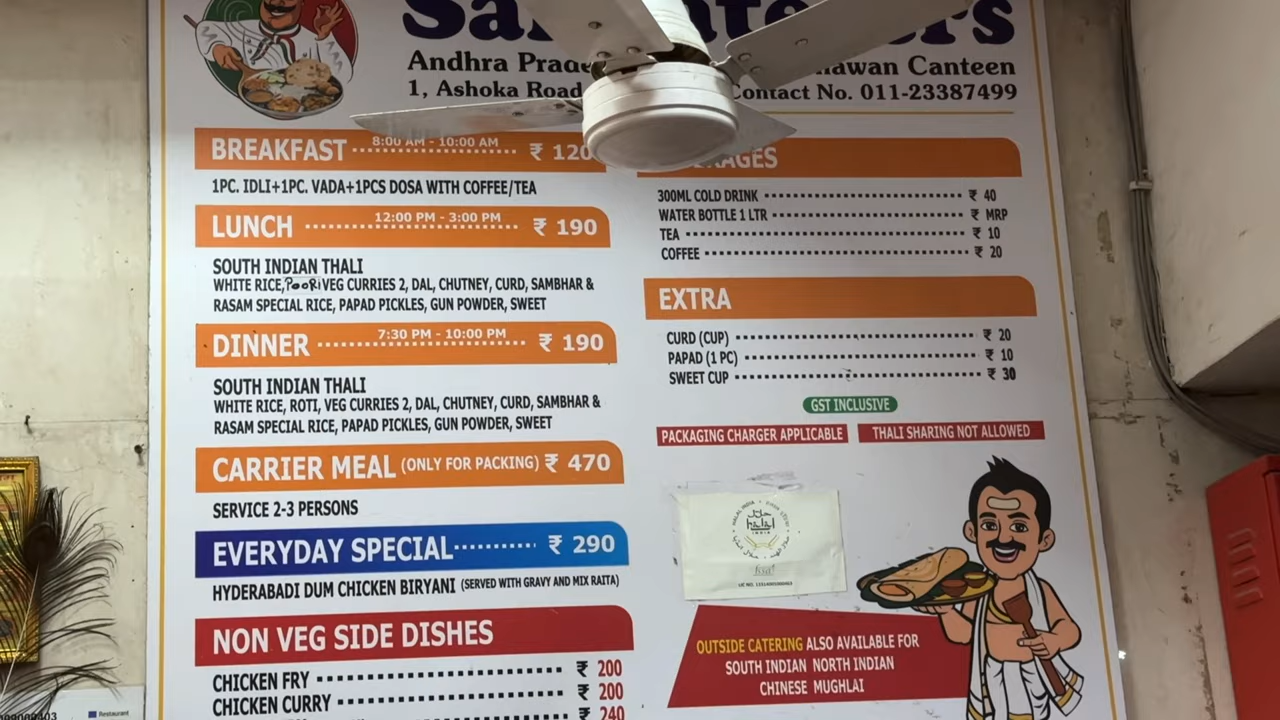 Andhra
Canteen
1, Ashoka Road
Contact No. 011-23387499
BREAKFAST 8:00 AM - 10:00 AM ₹ 120
1PC. IDLI+1PC. VADA+1PCS DOSA WITH COFFEE/TEA
LUNCH 12:00 PM - 3:00 PM ₹ 190
SOUTH INDIAN THALI
WHITE RICE, POORI VEG CURRIES 2, DAL, CHUTNEY, CURD, SAMBHAR &
RASAM SPECIAL RICE, PAPAD PICKLES, GUN POWDER, SWEET
DINNER 7:30 PM - 10:00 PM ₹ 190
SOUTH INDIAN THALI
WHITE RICE, ROTI, VEG CURRIES 2, DAL, CHUTNEY, CURD, SAMBHAR &
RASAM SPECIAL RICE, PAPAD PICKLES, GUN POWDER, SWEET
CARRIER MEAL (ONLY FOR PACKING) ₹ 470
SERVICE 2-3 PERSONS
EVERYDAY SPECIAL ₹ 290
HYDERABADI DUM CHICKEN BIRYANI (SERVED WITH GRAVY AND MIX RAITA)
NON VEG SIDE DISHES
CHICKEN FRY ₹ 200
CHICKEN CURRY ₹ 200
₹ 240
300ML COLD DRINK ₹ 40
WATER BOTTLE 1 LTR ₹ MRP
TEA ₹ 10
COFFEE ₹ 20
EXTRA
CURD (CUP) ₹ 20
PAPAD (1 PC) ₹ 10
SWEET CUP ₹ 30
GST INCLUSIVE
PACKAGING CHARGER APPLICABLE
THALI SHARING NOT ALLOWED
halal
INDIA
OUTSIDE CATERING ALSO AVAILABLE FOR
SOUTH INDIAN NORTH INDIAN
CHINESE MUGHLAI
Restaurant